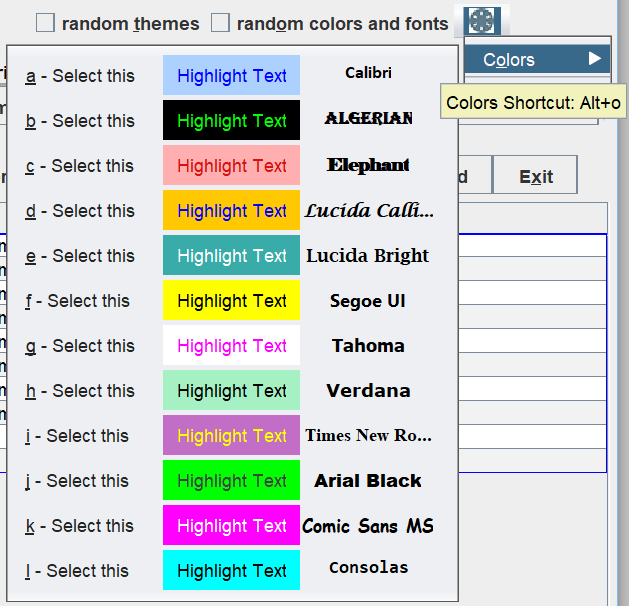 random themes random colors and fonts
Colors
Colors Shortcut: Alt+o
a - Select this Highlight Text Calibri
b - Select this Highlight Text ALGERIAN
c - Select this Highlight Text Elephant
d - Select this Highlight Text Lucida Calli...
e - Select this Highlight Text Lucida Bright
f - Select this Highlight Text Segoe UI
g - Select this Highlight Text Tahoma
h - Select this Highlight Text Verdana
i - Select this Highlight Text Times New Ro...
j - Select this Highlight Text Arial Black
k - Select this Highlight Text Comic Sans MS
l - Select this Highlight Text Consolas
Exit